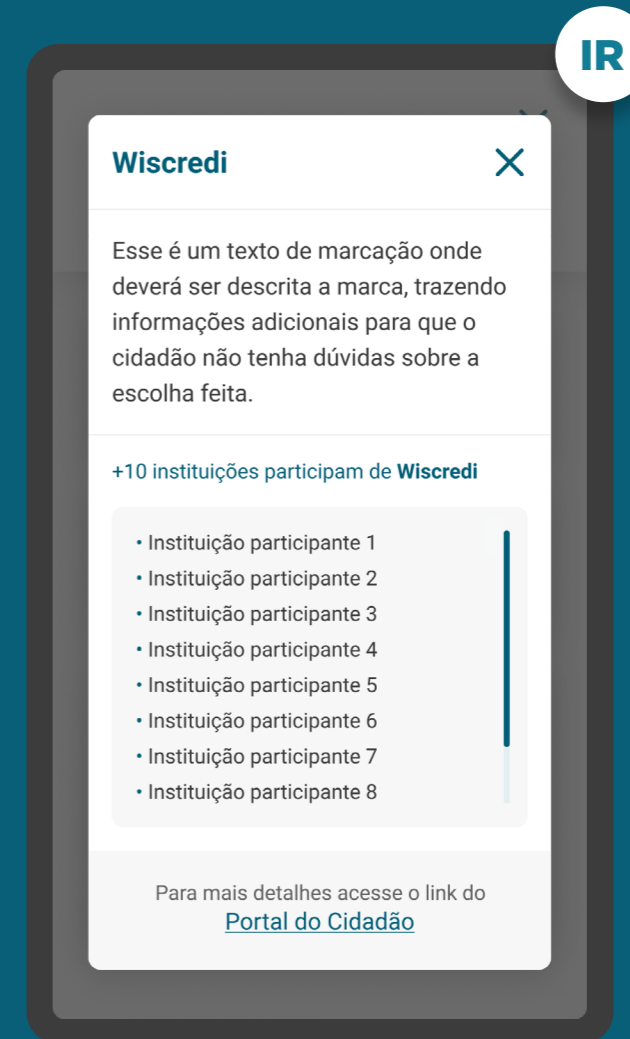 IR
Wiscredi
Esse é um texto de marcação onde
deverá ser descrita a marca, trazendo
informações adicionais para que o
cidadão não tenha dúvidas sobre a
escolha feita.
+10 instituições participam de Wiscredi
• Instituição participante 1
• Instituição participante 2
• Instituição participante 3
• Instituição participante 4
• Instituição participante 5
• Instituição participante 6
• Instituição participante 7
• Instituição participante 8
Para mais detalhes acesse o link do
Portal do Cidadão